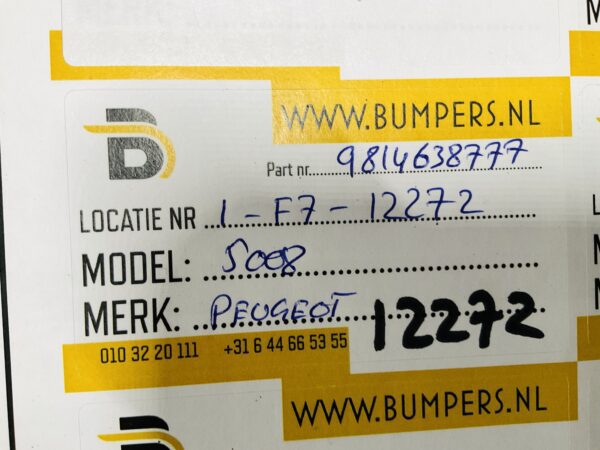 WWW.BUMPERS.NL
Part nr. 9814638777
LOCATIE NR 1-F7-12272
MODEL: 5008
MERK: PEUGEOT 12272
010 32 20 111 +31 6 44 66 53 55
WWW.BUMPERS.NL